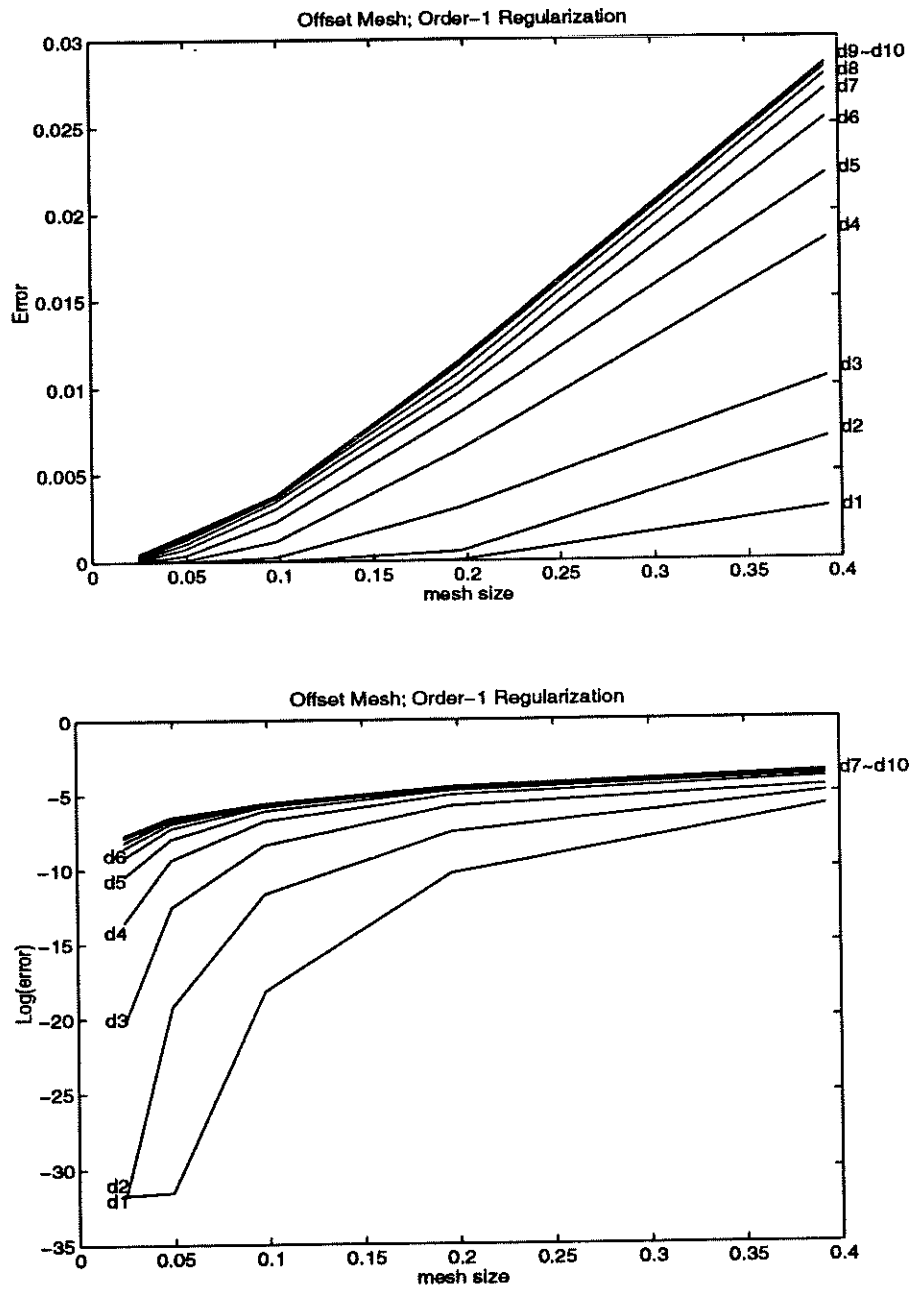 Offset Mesh; Order-1 Regularization
0.03
0.025
0.02
0.015
0.01
0.005
0
Error
d9~d10
d8
d7
d6
d5
d4
d3
d2
d1
0
0.05
0.1
0.15
0.2
0.25
0.3
0.35
0.4
mesh size
Offset Mesh; Order-1 Regularization
0
-5
-10
-15
-20
-25
-30
-35
Log(error)
d7~d10
d6
d5
d4
d3
d2
d1
0
0.05
0.1
0.15
0.2
0.25
0.3
0.35
0.4
mesh size